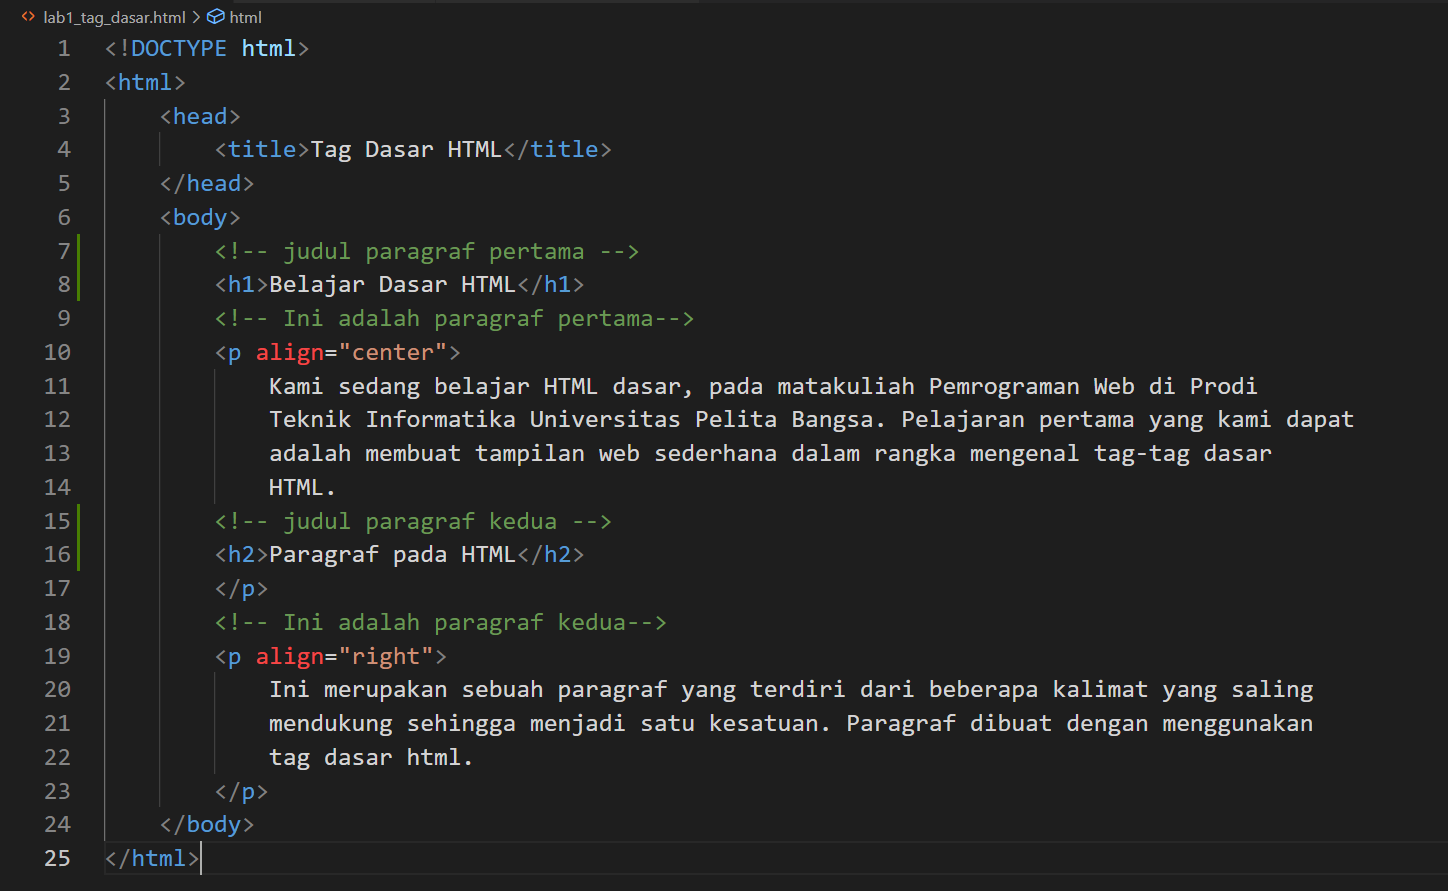 lab1_tag_dasar.html > html
1 <!DOCTYPE html>
2 <html>
3     <head>
4         <title>Tag Dasar HTML</title>
5     </head>
6     <body>
7         <!-- judul paragraf pertama -->
8         <h1>Belajar Dasar HTML</h1>
9         <!-- Ini adalah paragraf pertama-->
10         <p align="center">
11             Kami sedang belajar HTML dasar, pada matakuliah Pemrograman Web di Prodi
12             Teknik Informatika Universitas Pelita Bangsa. Pelajaran pertama yang kami dapat
13             adalah membuat tampilan web sederhana dalam rangka mengenal tag-tag dasar
14             HTML.
15         <!-- judul paragraf kedua -->
16         <h2>Paragraf pada HTML</h2>
17         </p>
18         <!-- Ini adalah paragraf kedua-->
19         <p align="right">
20             Ini merupakan sebuah paragraf yang terdiri dari beberapa kalimat yang saling
21             mendukung sehingga menjadi satu kesatuan. Paragraf dibuat dengan menggunakan
22             tag dasar html.
23         </p>
24     </body>
25 </html>